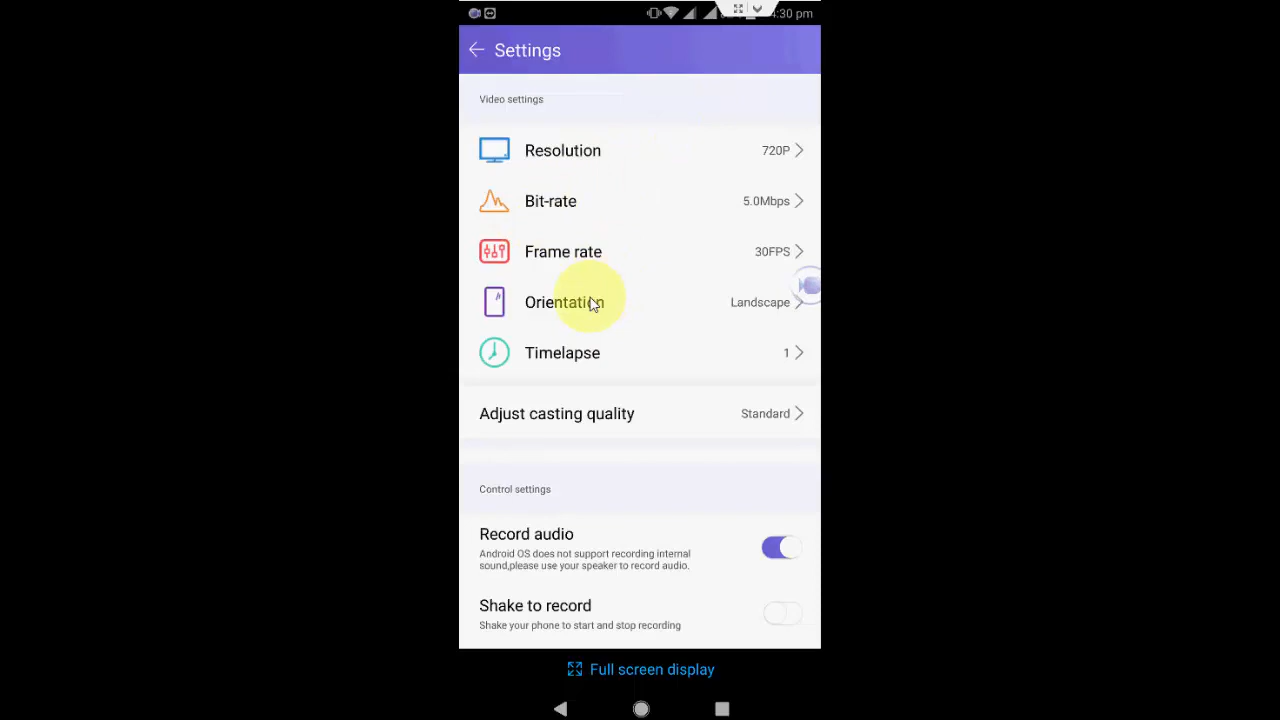 :30 pm
Settings
Video settings
Resolution 720P
Bit-rate 5.0Mbps
Frame rate 30FPS
Orientation Landscape
Timelapse 1
Adjust casting quality Standard
Control settings
Record audio
Android OS does not support recording internal
sound,please use your speaker to record audio.
Shake to record
Shake your phone to start and stop recording
Full screen display